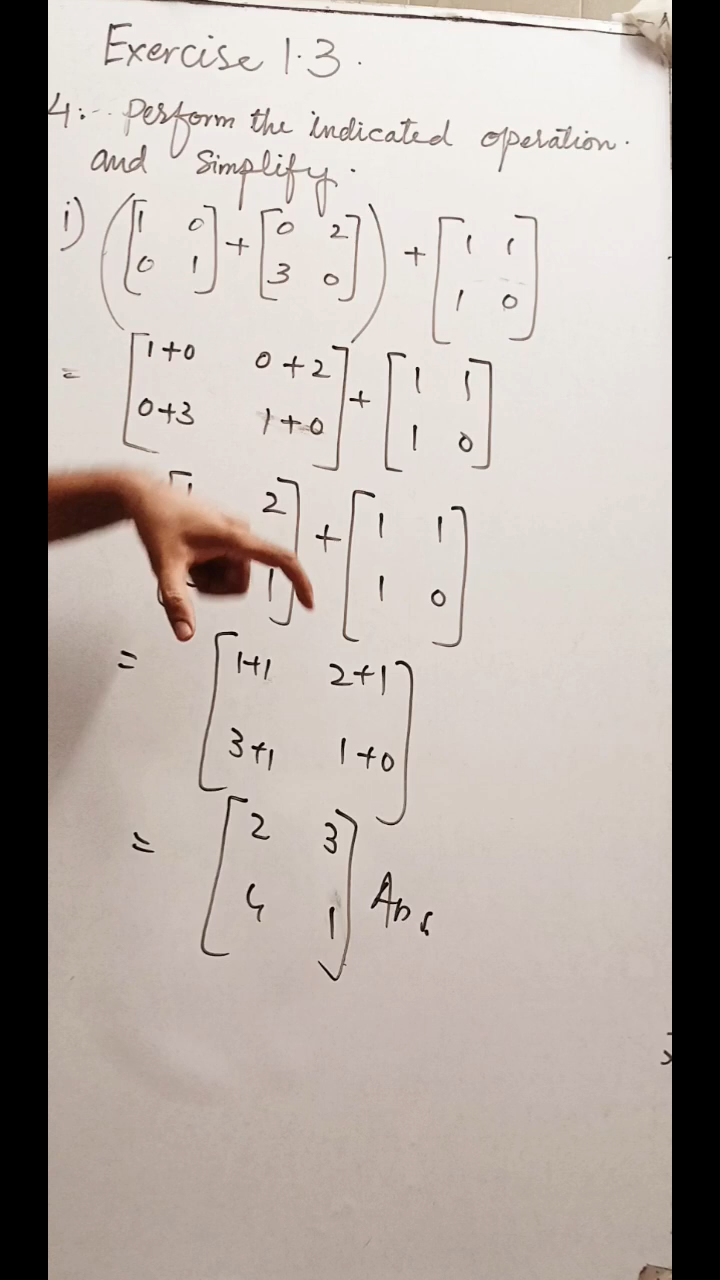 Exercise 1.3.
4:- Perform the indicated operation.
and simplify.
i) ([1 0 + [0 2) + [1 1
0 1] 3 0] 1 0]
= [1+0 0+2 + [1 1
0+3 1+0] 1 0]
[1 2 + [1 1
1] 1 0]
= [1+1 2+1
3+1 1+0]
= [2 3
4 1] Ans